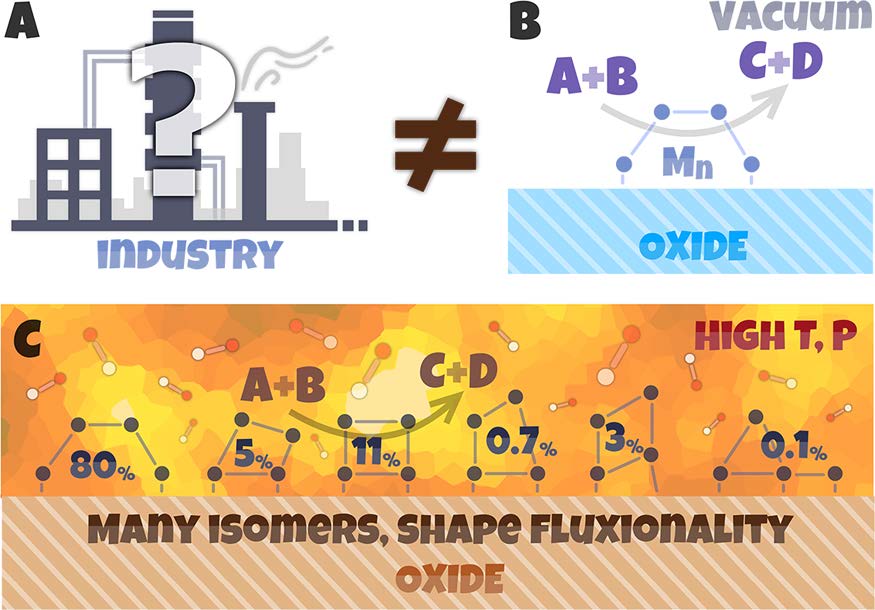 A
?
INDUSTRY
≠
B
VACUUM
A+B
C+D
Mn
OXIDE
C
HIGH T, P
A+B
C+D
80%
5%
11%
0.7%
3%
0.1%
MANY ISOMERS, SHAPE FLUXIONALITY
OXIDE